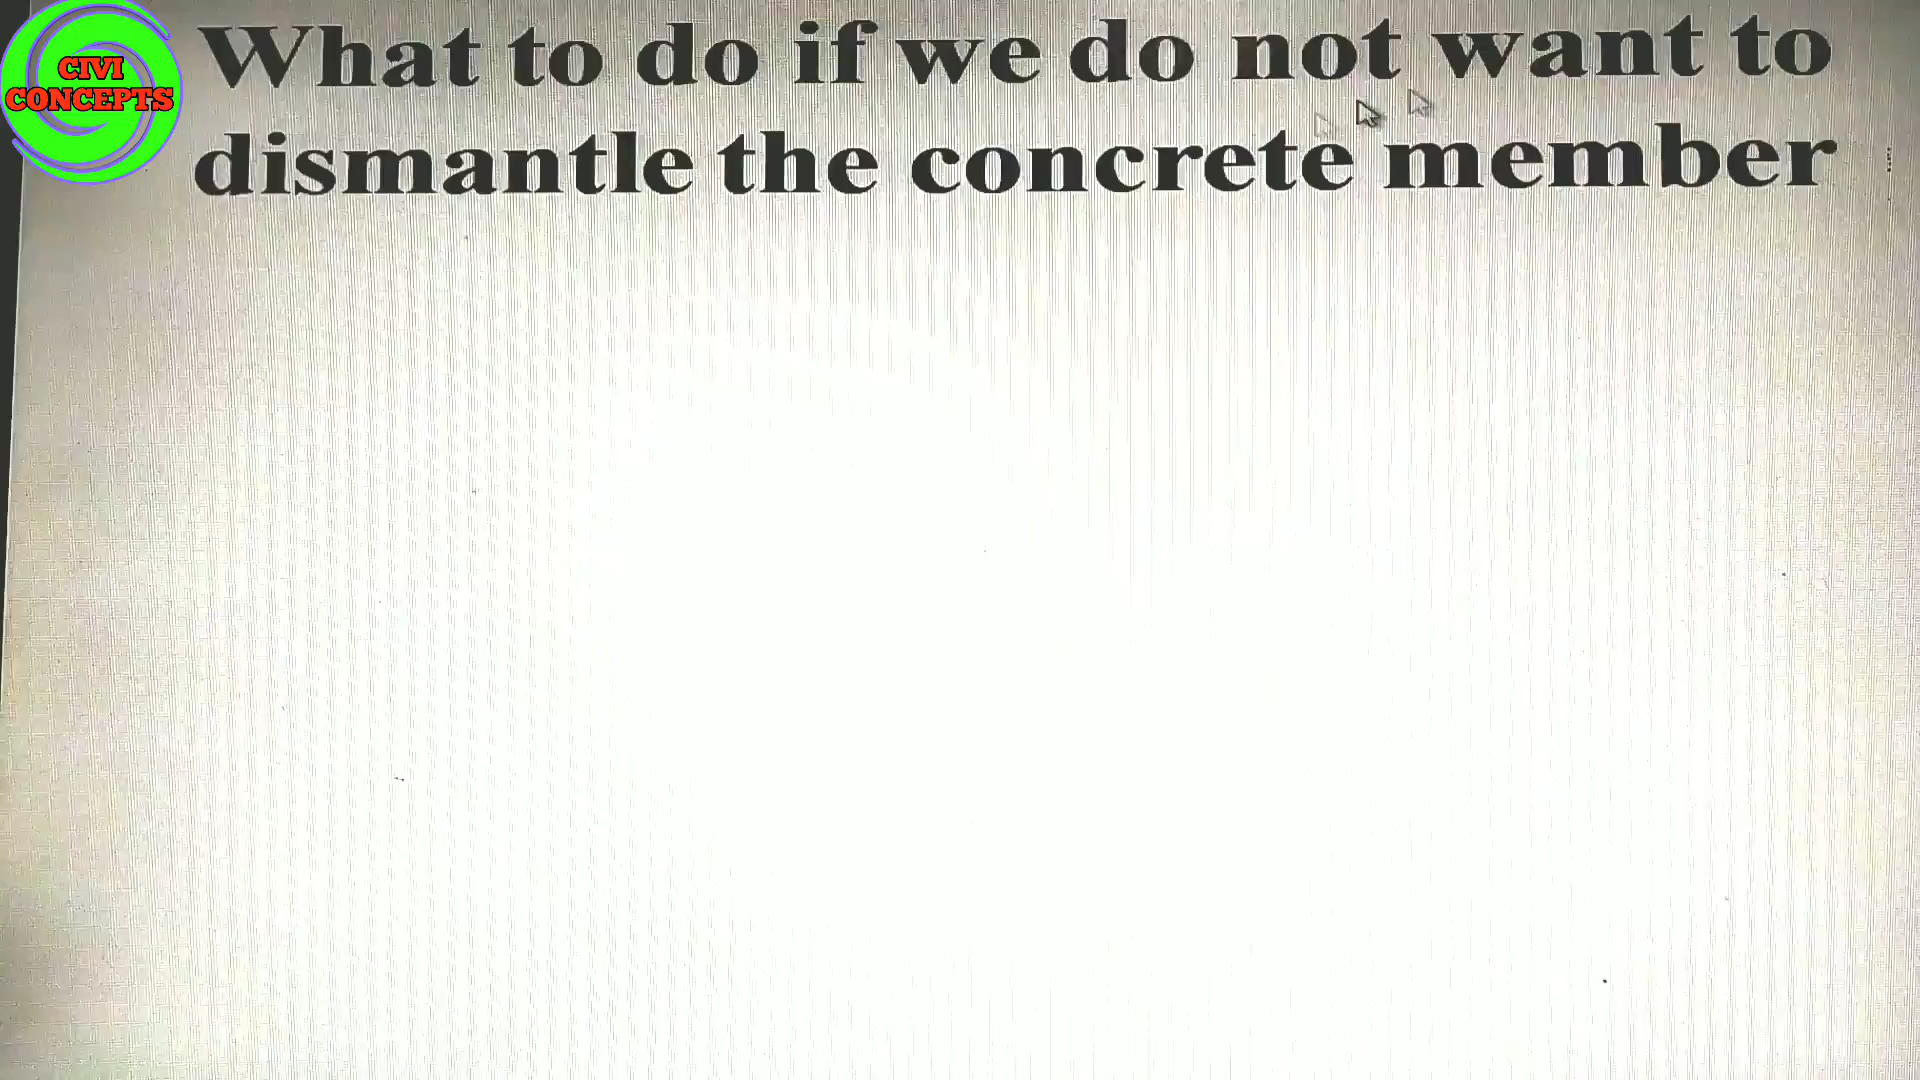 CIVI
CONCEPTS
What to do if we do not want to
dismantle the concrete member